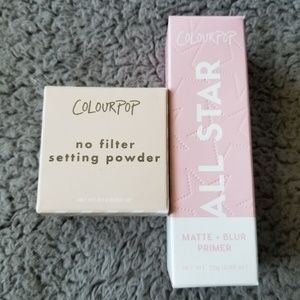 COLOURPOP
no filter
setting powder
COLOURPOP
ALL STAR
MATTE + BLUR
PRIMER